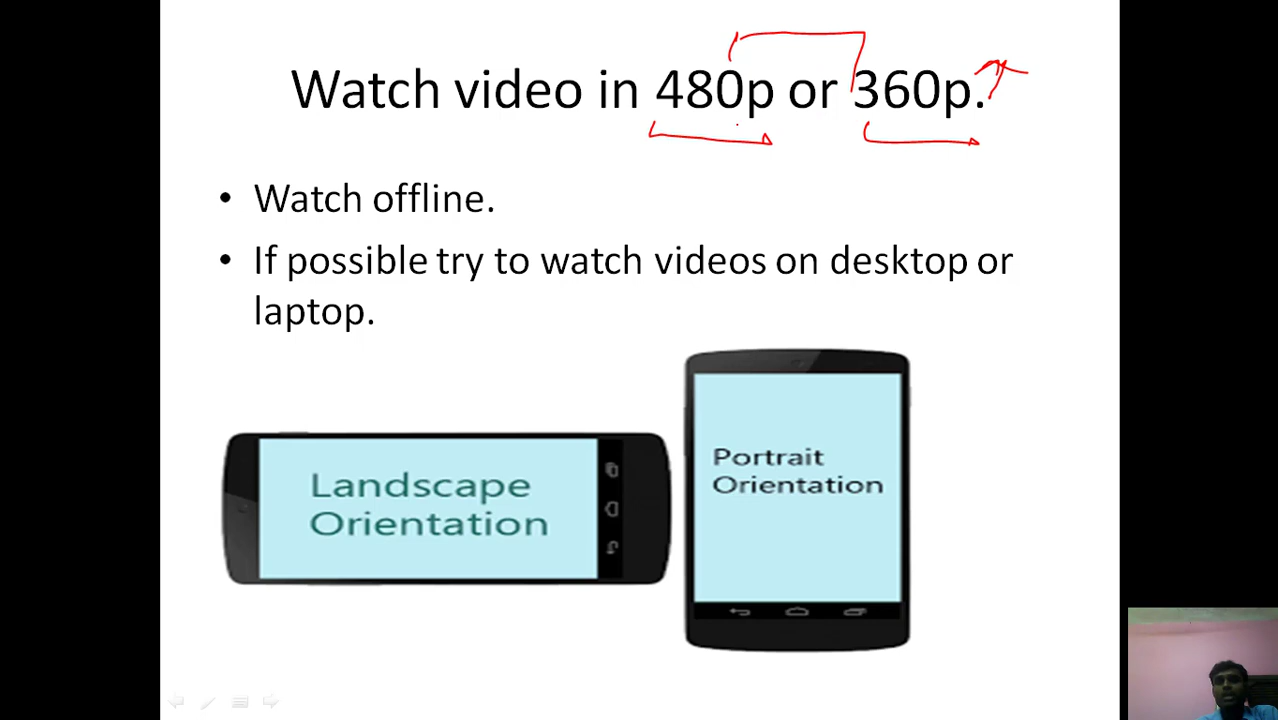 Watch video in 480p or 360p.
• Watch offline.
• If possible try to watch videos on desktop or
laptop.
Landscape
Orientation
Portrait
Orientation